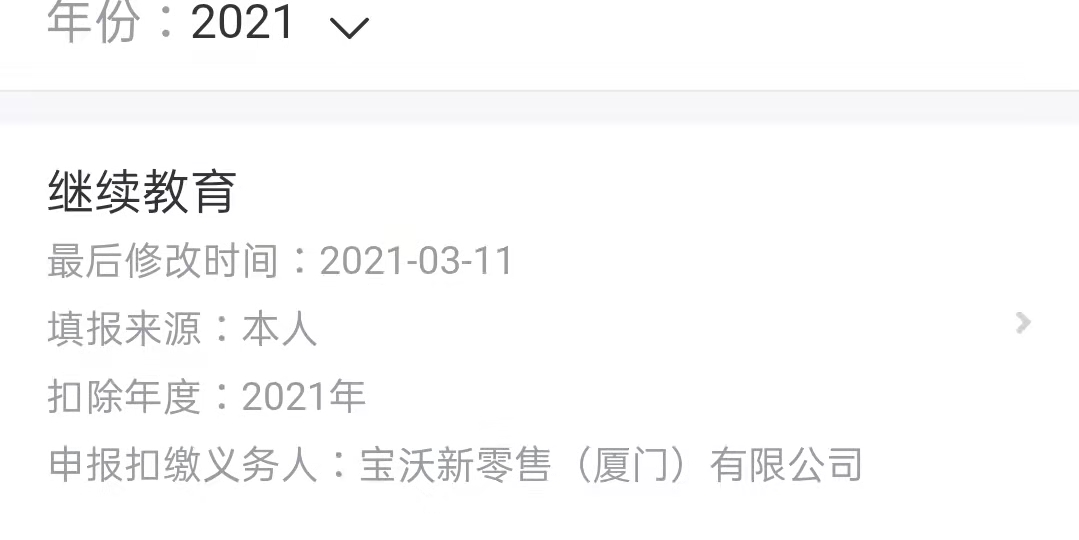 年份：2021
继续教育
最后修改时间：2021-03-11
填报来源：本人
扣除年度：2021年
申报扣缴义务人：宝沃新零售（厦门）有限公司